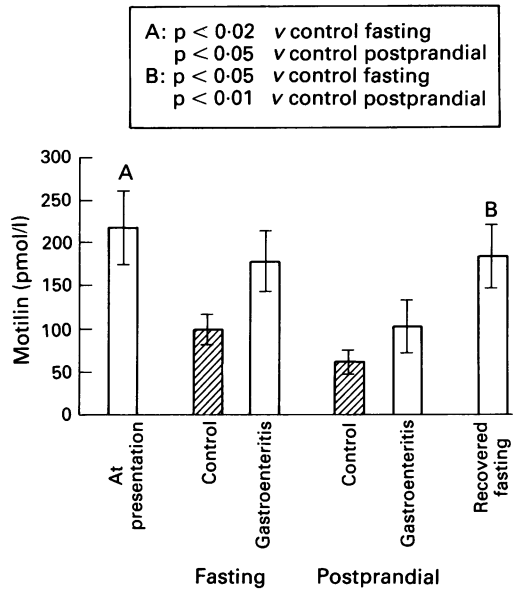 A: p < 0·02 v control fasting
p < 0·05 v control postprandial
B: p < 0·05 v control fasting
p < 0·01 v control postprandial
300
250
200
150
100
50
0
Motilin (pmol/l)
A
B
At
presentation
Control
Gastroenteritis
Control
Gastroenteritis
Recovered
fasting
Fasting
Postprandial